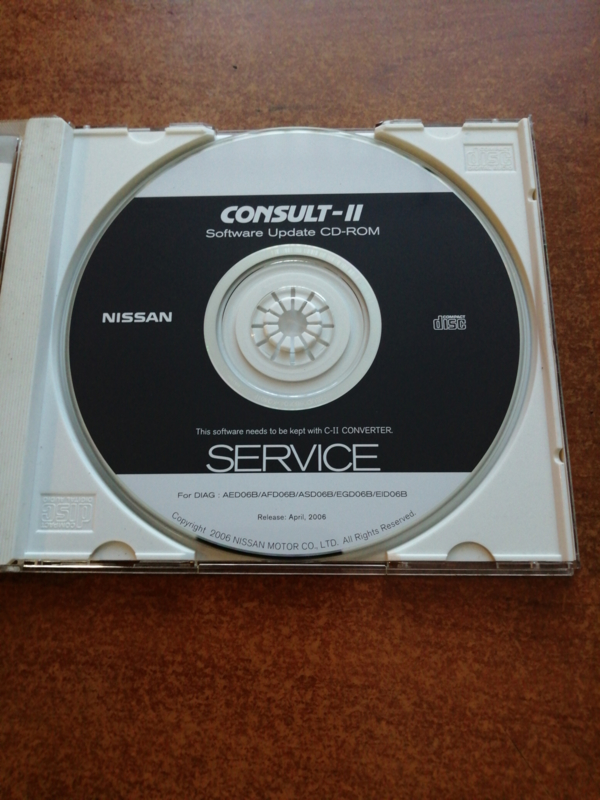 CONSULT-II
Software Update CD-ROM
NISSAN
COMPACT
disc
This software needs to be kept with C-II CONVERTER.
SERVICE
For DIAG : AED06B/AFD06B/ASD06B/EGD06B/EID06B
Release: April, 2006
Copyright 2006 NISSAN MOTOR CO., LTD. All Rights Reserved.